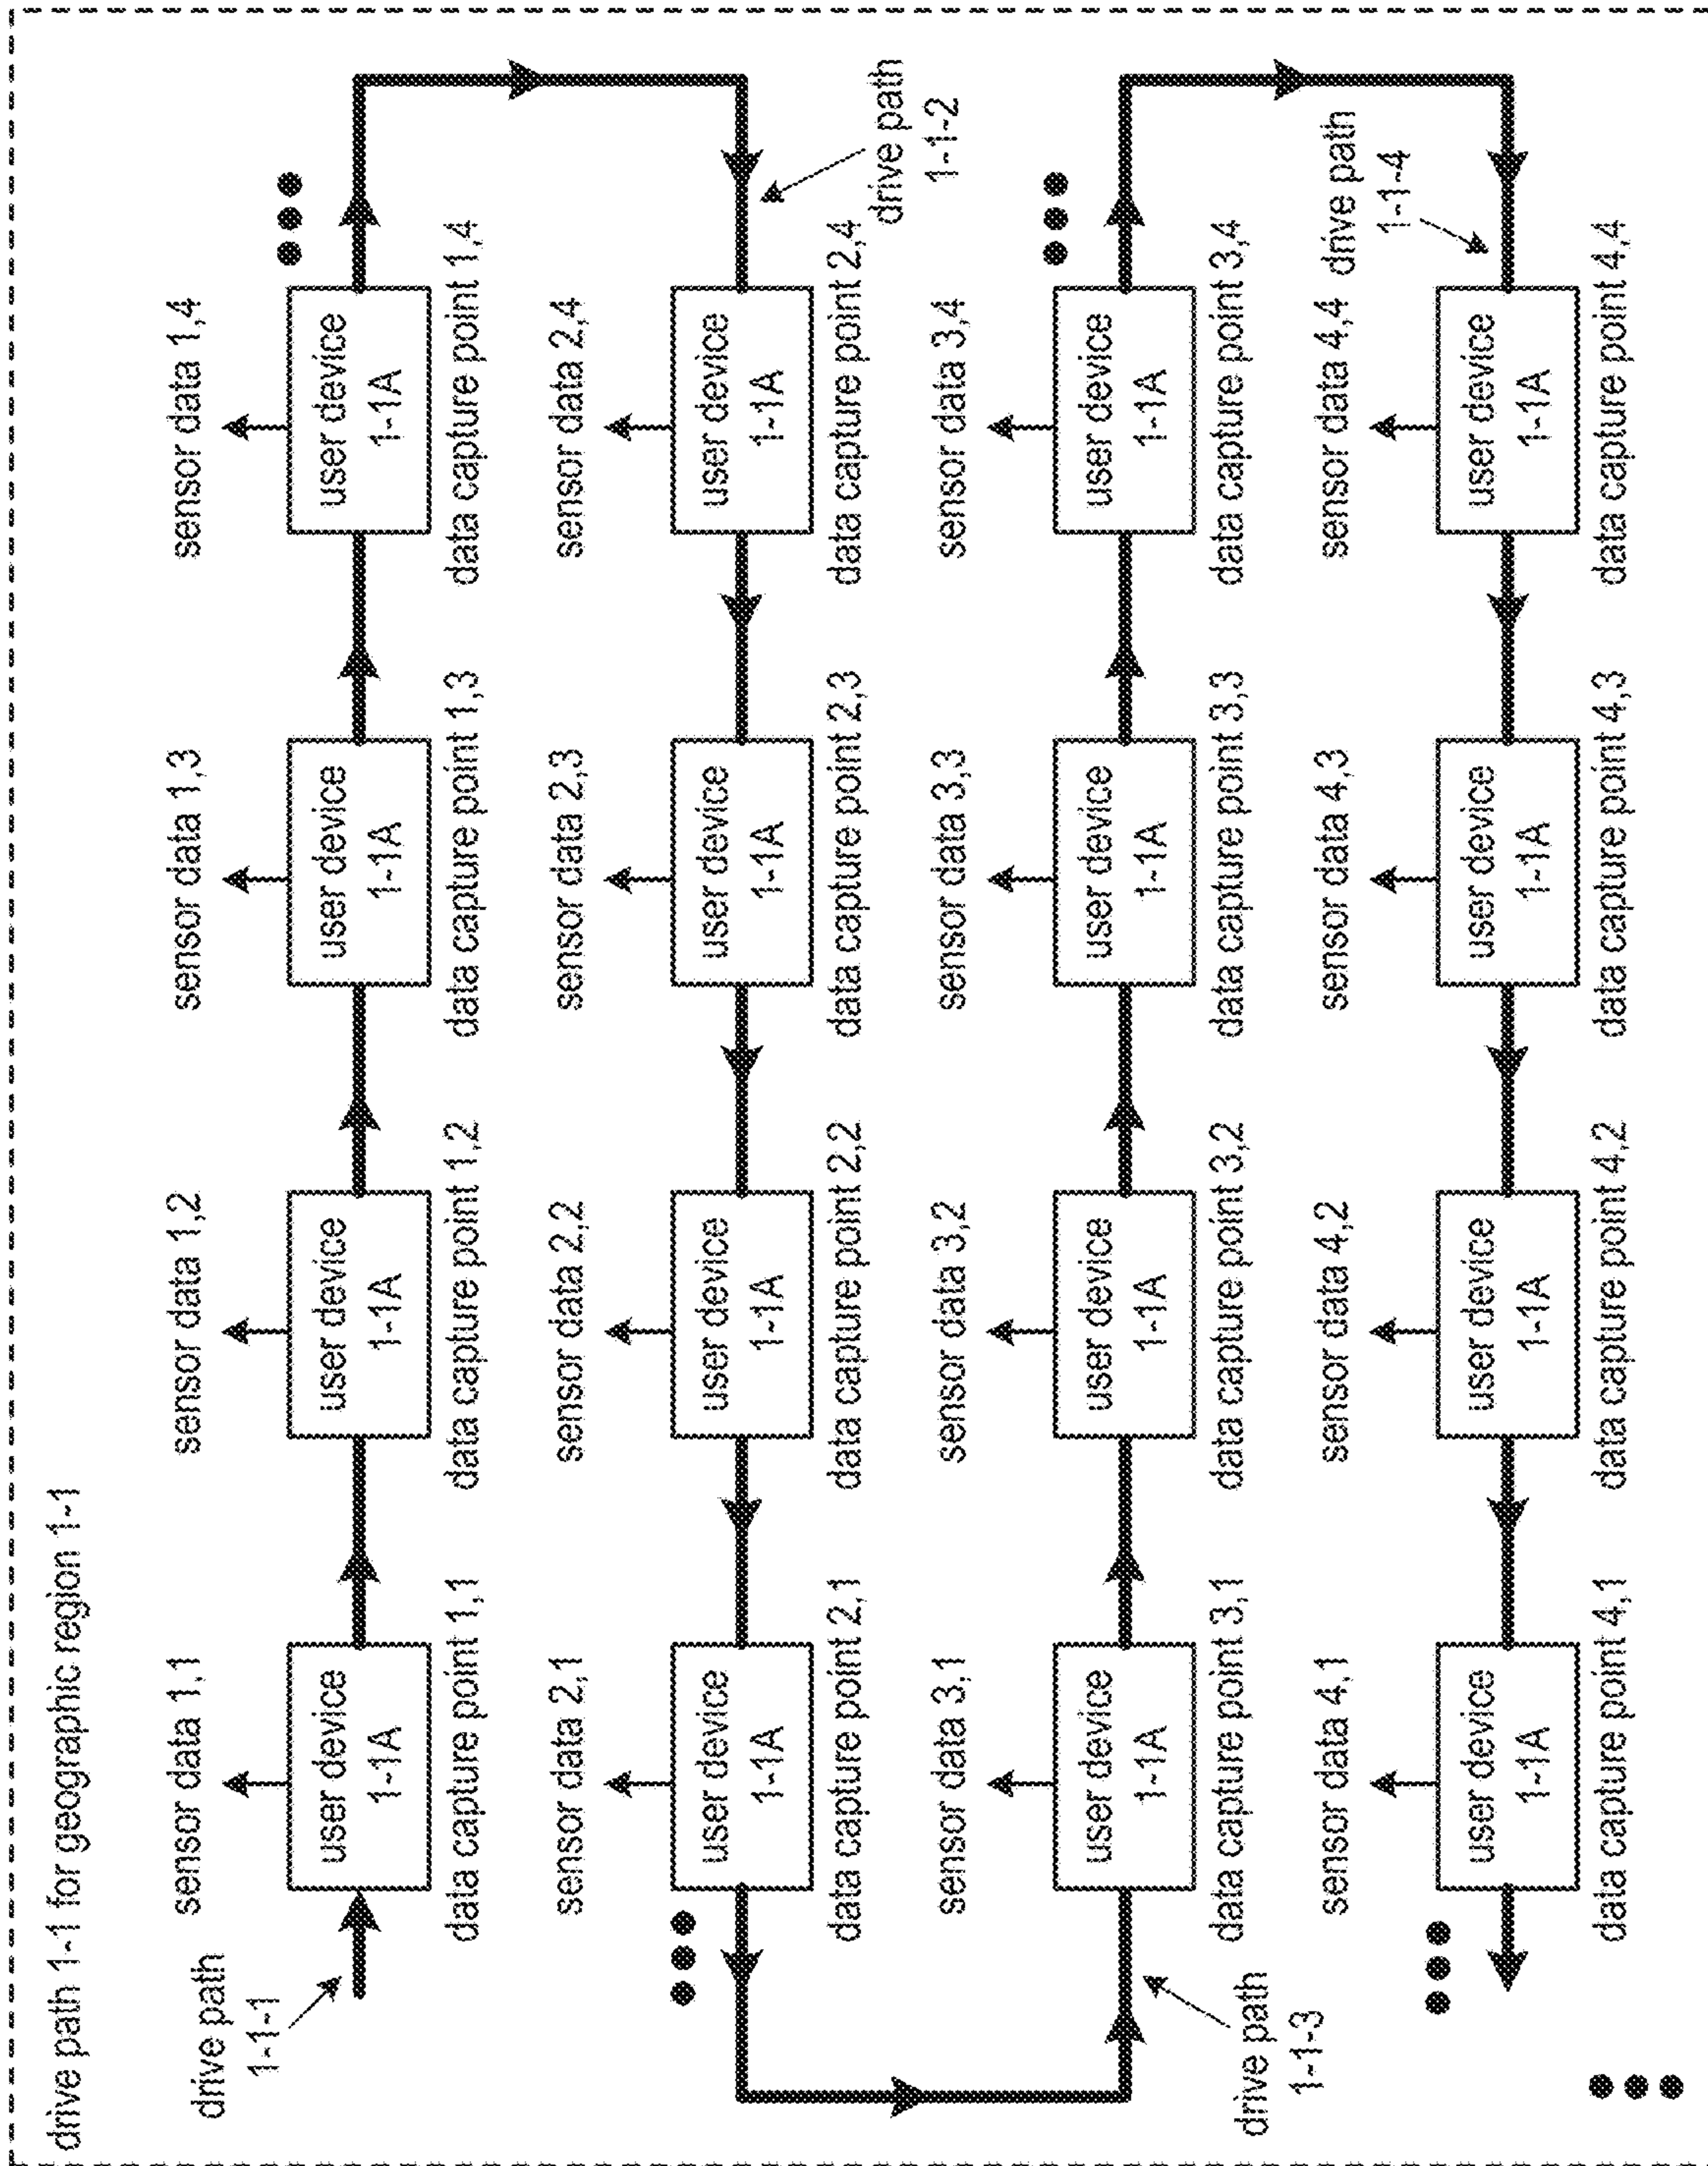 drive path 1-1 for geographic region 1-1
drive path
1-1-1
sensor data 1,1
sensor data 1,2
sensor data 1,3
sensor data 1,4
user device
1-1A
user device
1-1A
user device
1-1A
user device
1-1A
data capture point 1,1
data capture point 1,2
data capture point 1,3
data capture point 1,4
sensor data 2,1
sensor data 2,2
sensor data 2,3
sensor data 2,4
user device
1-1A
user device
1-1A
user device
1-1A
user device
1-1A
drive path
1-1-2
data capture point 2,1
data capture point 2,2
data capture point 2,3
data capture point 2,4
sensor data 3,1
sensor data 3,2
sensor data 3,3
sensor data 3,4
user device
1-1A
user device
1-1A
user device
1-1A
user device
1-1A
drive path
1-1-3
data capture point 3,1
data capture point 3,2
data capture point 3,3
data capture point 3,4
sensor data 4,1
sensor data 4,2
sensor data 4,3
sensor data 4,4
drive path
1-1-4
user device
1-1A
user device
1-1A
user device
1-1A
user device
1-1A
data capture point 4,1
data capture point 4,2
data capture point 4,3
data capture point 4,4